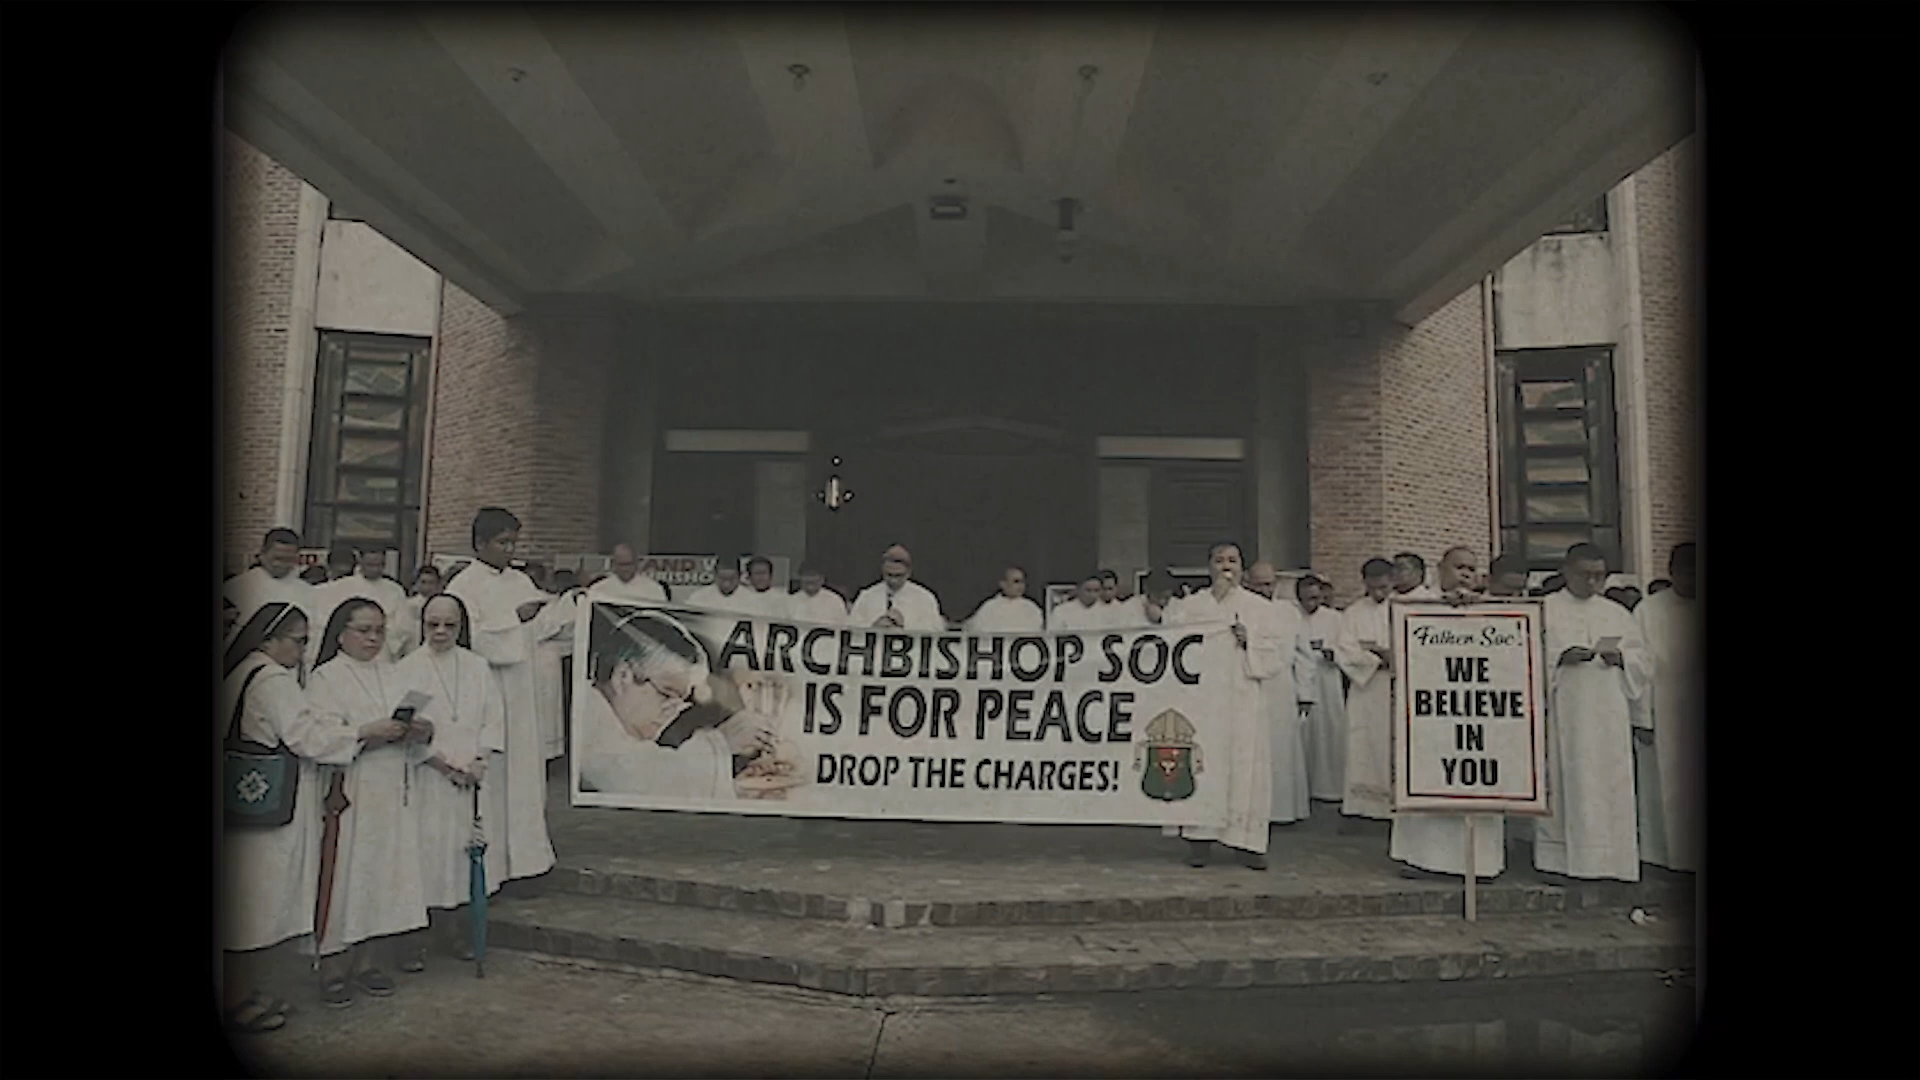 ARCHBISHOP SOC
IS FOR PEACE
DROP THE CHARGES!
Father Soc!
WE
BELIEVE
IN
YOU